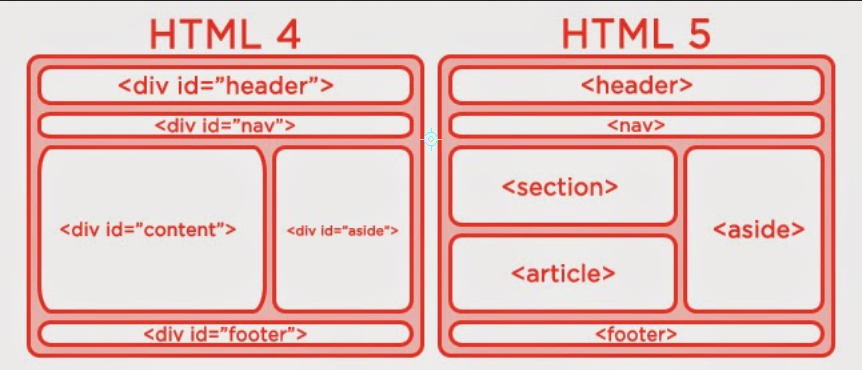 HTML 4
<div id=”header”>
<div id=”nav”>
<div id=”content”>
<div id=”aside”>
<div id=”footer”>
HTML 5
<header>
<nav>
<section>
<article>
<aside>
<footer>